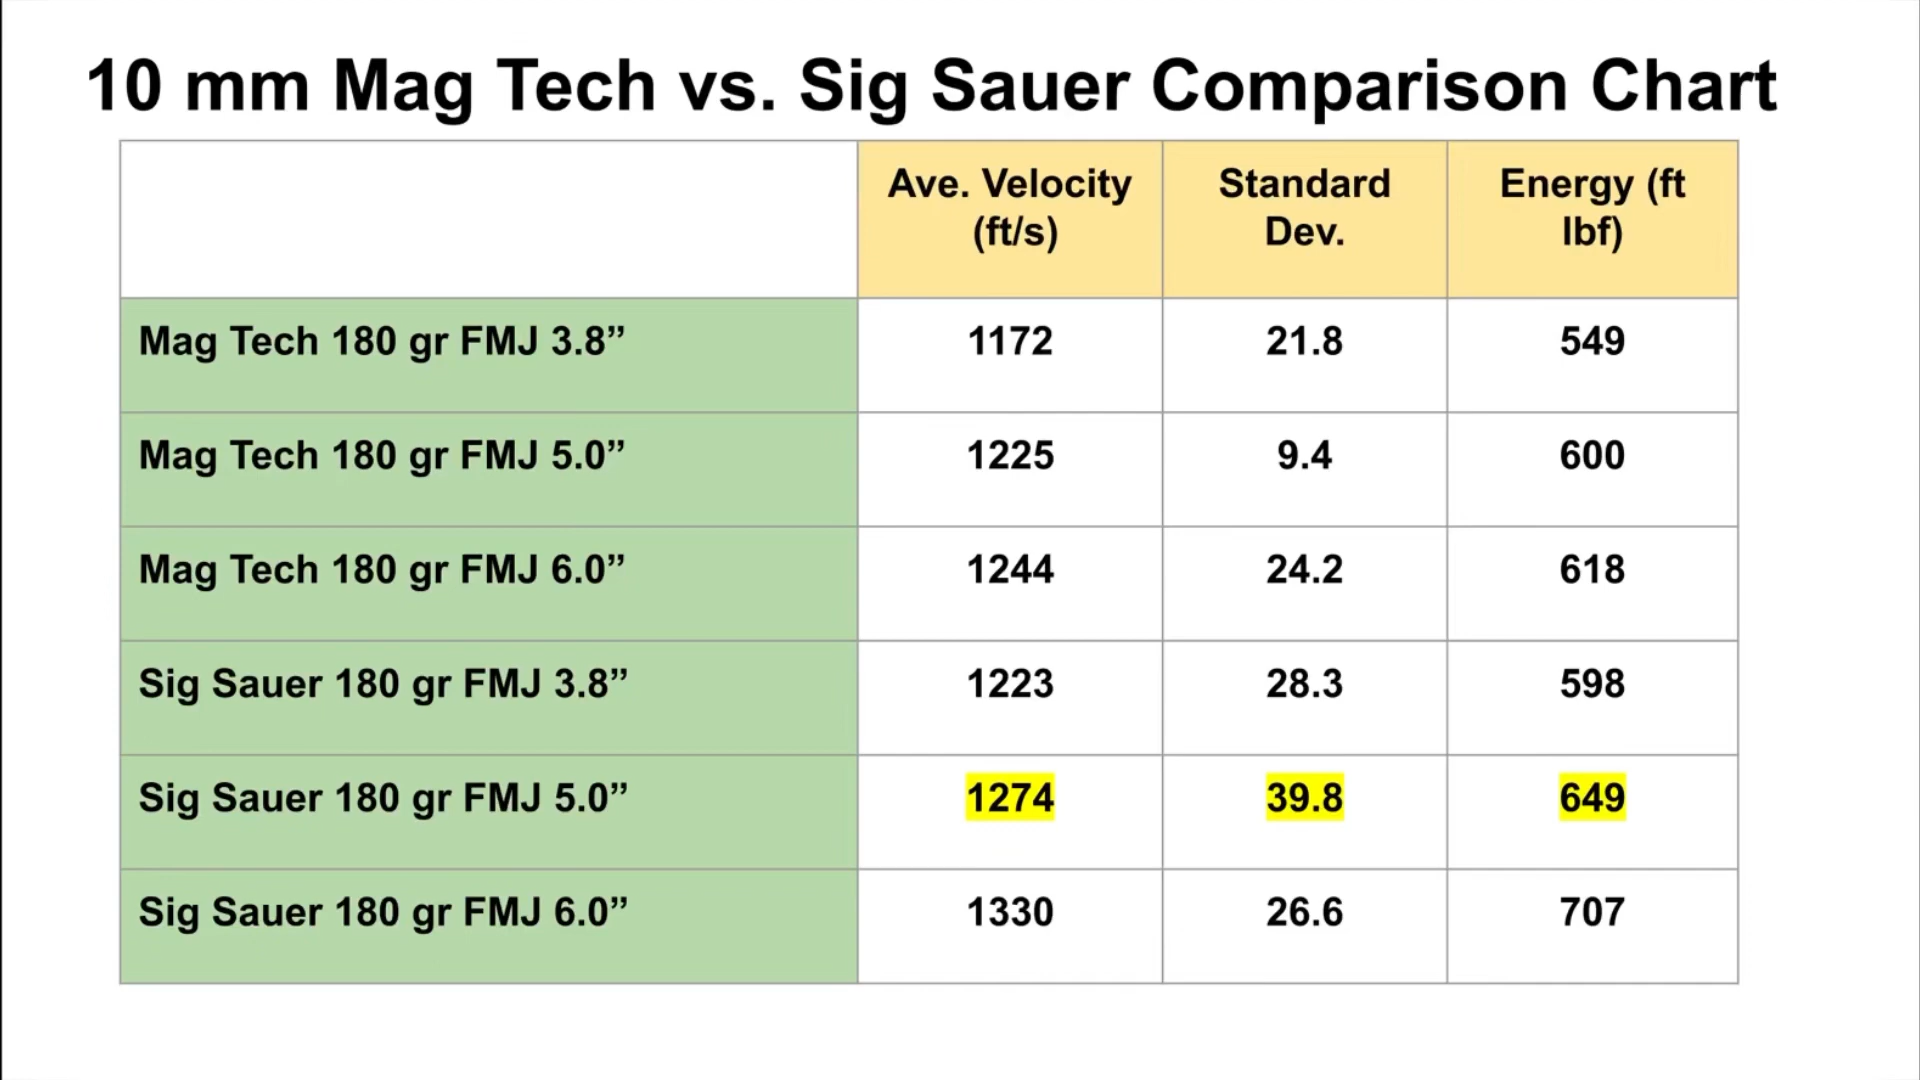 10 mm Mag Tech vs. Sig Sauer Comparison Chart
Ave. Velocity (ft/s) Standard Dev. Energy (ft lbf)
Mag Tech 180 gr FMJ 3.8” 1172 21.8 549
Mag Tech 180 gr FMJ 5.0” 1225 9.4 600
Mag Tech 180 gr FMJ 6.0” 1244 24.2 618
Sig Sauer 180 gr FMJ 3.8” 1223 28.3 598
Sig Sauer 180 gr FMJ 5.0” 1274 39.8 649
Sig Sauer 180 gr FMJ 6.0” 1330 26.6 707